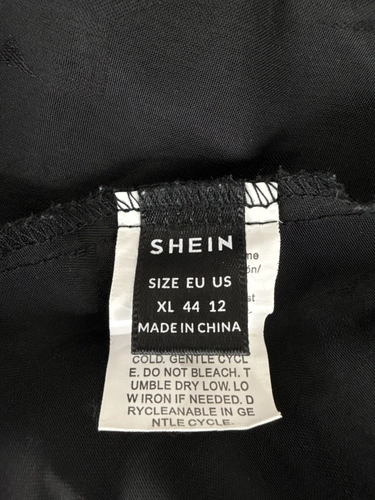 SHEIN
SIZE EU US
XL 44 12
MADE IN CHINA
COLD. GENTLE CYCL
E. DO NOT BLEACH. T
UMBLE DRY LOW. LO
W IRON IF NEEDED. D
RYCLEANABLE IN GE
NTLE CYCLE.